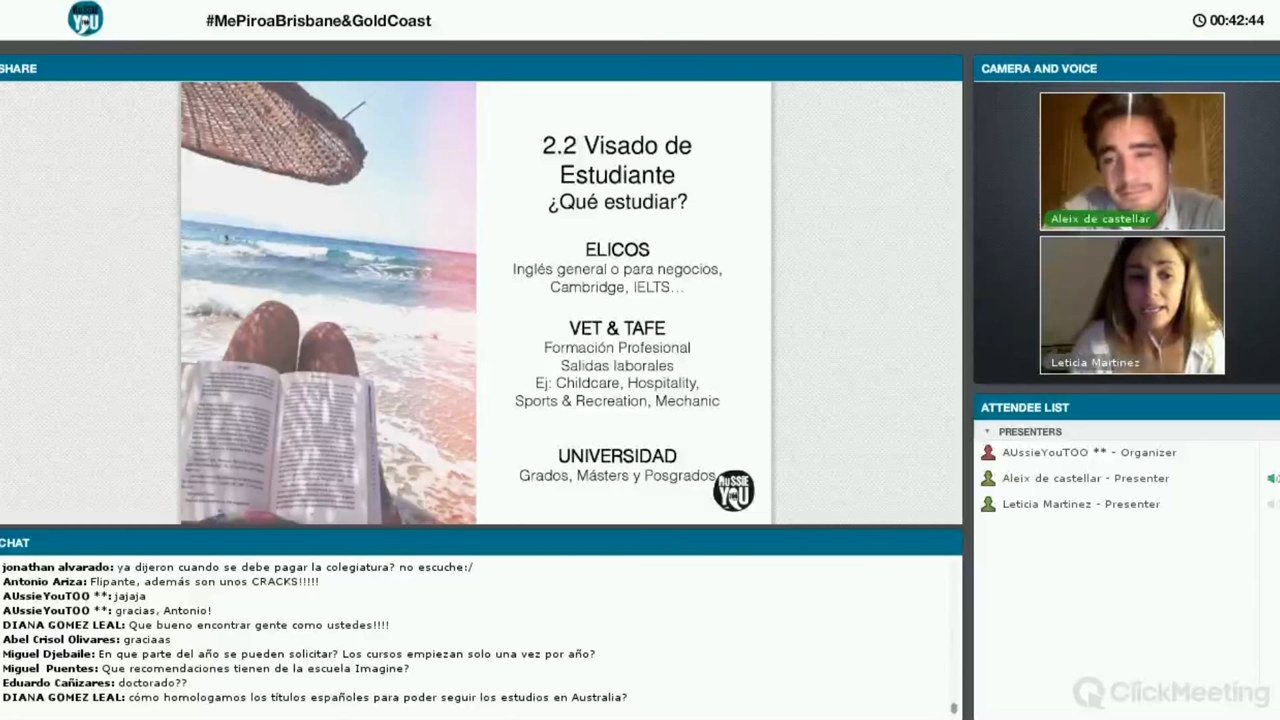 #MePiroaBrisbane&GoldCoast
00:42:44
SHARE
2.2 Visado de
Estudiante
¿Qué estudiar?
ELICOS
Inglés general o para negocios,
Cambridge, IELTS...
VET & TAFE
Formación Profesional
Salidas laborales
Ej: Childcare, Hospitality,
Sports & Recreation, Mechanic
UNIVERSIDAD
Grados, Másters y Posgrados
AUSSIE
YOU
CAMERA AND VOICE
Aleix de castellar
Leticia Martinez
ATTENDEE LIST
PRESENTERS
AUssieYouTOO ** - Organizer
Aleix de castellar - Presenter
Leticia Martinez - Presenter
CHAT
jonathan alvarado: ya dijeron cuando se debe pagar la colegiatura? no escuche:/
Antonio Ariza: Flipante, además son unos CRACKS!!!!!
AUssieYouTOO **: jajaja
AUssieYouTOO **: gracias, Antonio!
DIANA GOMEZ LEAL: Que bueno encontrar gente como ustedes!!!!
Abel Crisol Olivares: graciaas
Miguel Djebaile: En que parte del año se pueden solicitar? Los cursos empiezan solo una vez por año?
Miguel Puentes: Que recomendaciones tienen de la escuela Imagine?
Eduardo Cañizares: doctorado??
DIANA GOMEZ LEAL: cómo homologamos los títulos españoles para poder seguir los estudios en Australia?
ClickMeeting